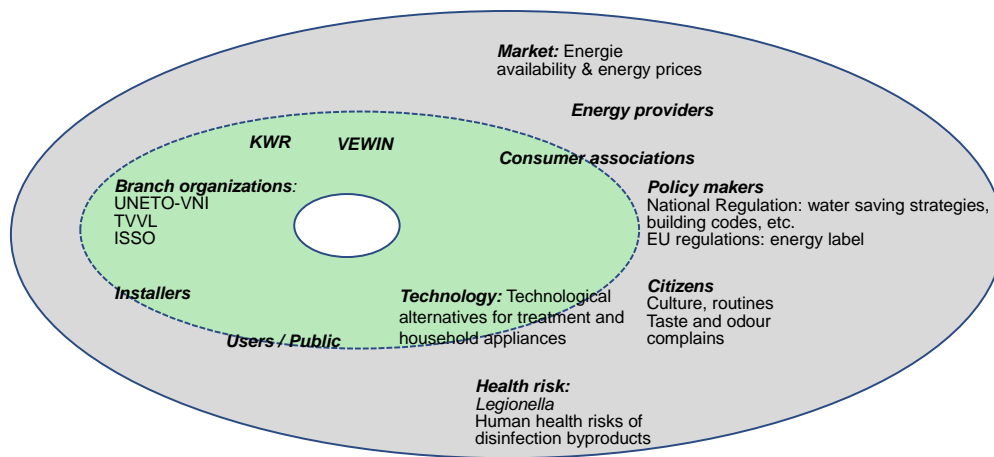 Market: Energie
availability & energy prices
Energy providers
KWR
VEWIN
Consumer associations
Branch organizations:
UNETO-VNI
TVVL
ISSO
Policy makers
National Regulation: water saving strategies,
building codes, etc.
EU regulations: energy label
Installers
Technology: Technological
alternatives for treatment and
household appliances
Citizens
Culture, routines
Taste and odour
complains
Users / Public
Health risk:
Legionella
Human health risks of
disinfection byproducts